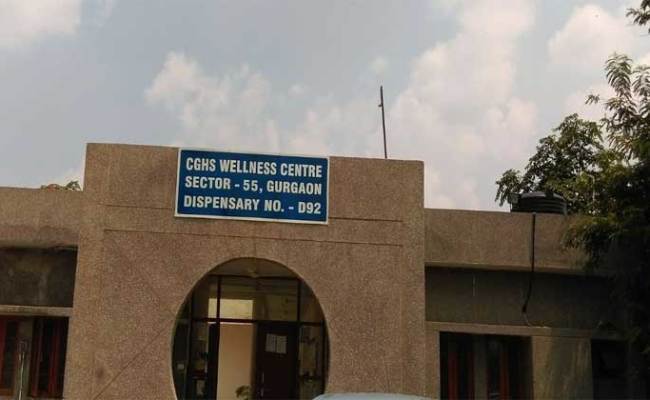 CGHS WELLNESS CENTRE
SECTOR - 55, GURGAON
DISPENSARY NO. - D92